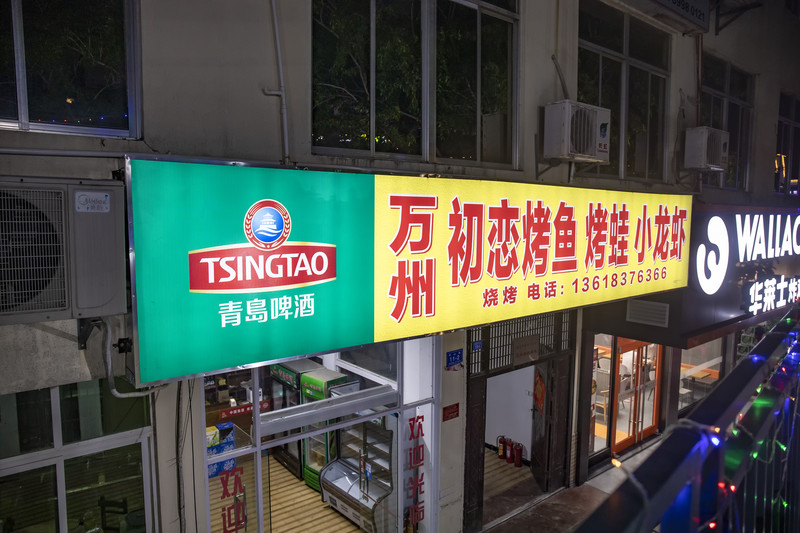 TSINGTAO
青島啤酒
万州
初恋烤鱼 烤蛙 小龙虾
烧烤 电话：13618376366
WALLAC
华莱士
欢迎
欢迎光临